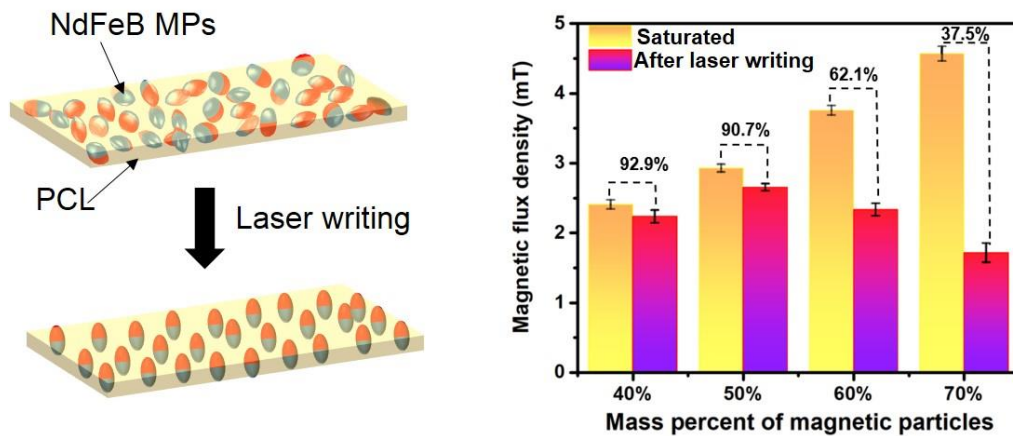 NdFeB MPs
PCL
Laser writing
Magnetic flux density (mT)
5
4
3
2
1
0
Saturated
After laser writing
92.9%
90.7%
62.1%
37.5%
40%
50%
60%
70%
Mass percent of magnetic particles